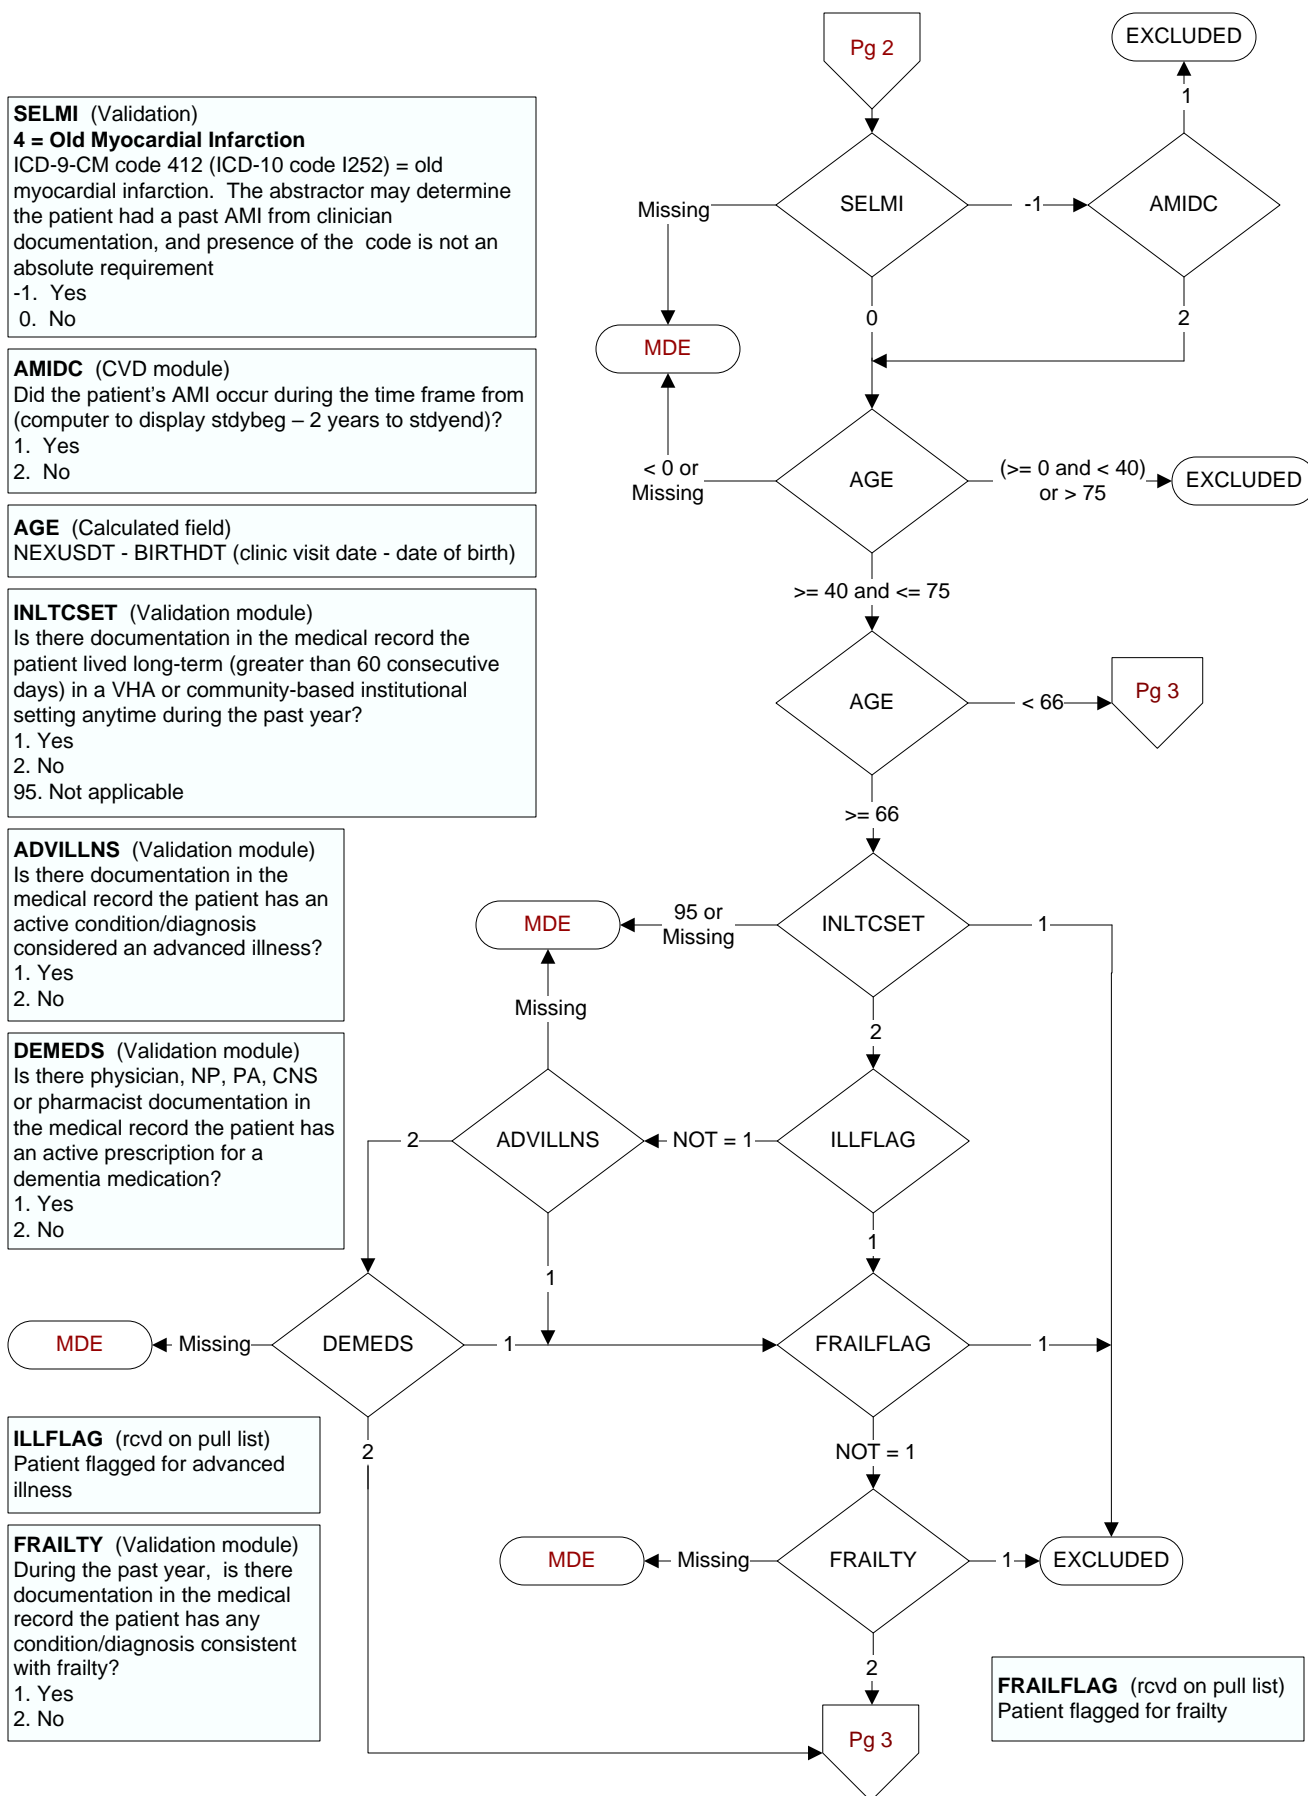 Pg 2
EXCLUDED
1
SELMI (Validation)
4 = Old Myocardial Infarction
ICD-9-CM code 412 (ICD-10 code I252) = old
myocardial infarction. The abstractor may determine
the patient had a past AMI from clinician
documentation, and presence of the code is not an
absolute requirement
-1. Yes
0. No
Missing
SELMI
-1
AMIDC
0
2
MDE
AMIDC (CVD module)
Did the patient's AMI occur during the time frame from
(computer to display stdybeg – 2 years to stdyend)?
1. Yes
2. No
< 0 or
Missing
AGE
(>= 0 and < 40)
or > 75
EXCLUDED
AGE (Calculated field)
NEXUSDT - BIRTHDT (clinic visit date - date of birth)
>= 40 and <= 75
INLTCSET (Validation module)
Is there documentation in the medical record the
patient lived long-term (greater than 60 consecutive
days) in a VHA or community-based institutional
setting anytime during the past year?
1. Yes
2. No
95. Not applicable
AGE
< 66
Pg 3
>= 66
ADVILLNS (Validation module)
Is there documentation in the
medical record the patient has an
active condition/diagnosis
considered an advanced illness?
1. Yes
2. No
MDE
95 or
Missing
INLTCSET
1
Missing
2
DEMEDS (Validation module)
Is there physician, NP, PA, CNS
or pharmacist documentation in
the medical record the patient has
an active prescription for a
dementia medication?
1. Yes
2. No
2
ADVILLNS
NOT = 1
ILLFLAG
1
1
MDE
Missing
DEMEDS
1
FRAILFLAG
1
ILLFLAG (rcvd on pull list)
Patient flagged for advanced
illness
2
NOT = 1
FRAILTY (Validation module)
During the past year, is there
documentation in the medical
record the patient has any
condition/diagnosis consistent
with frailty?
1. Yes
2. No
MDE
Missing
FRAILTY
1
EXCLUDED
2
FRAILFLAG (rcvd on pull list)
Patient flagged for frailty
Pg 3